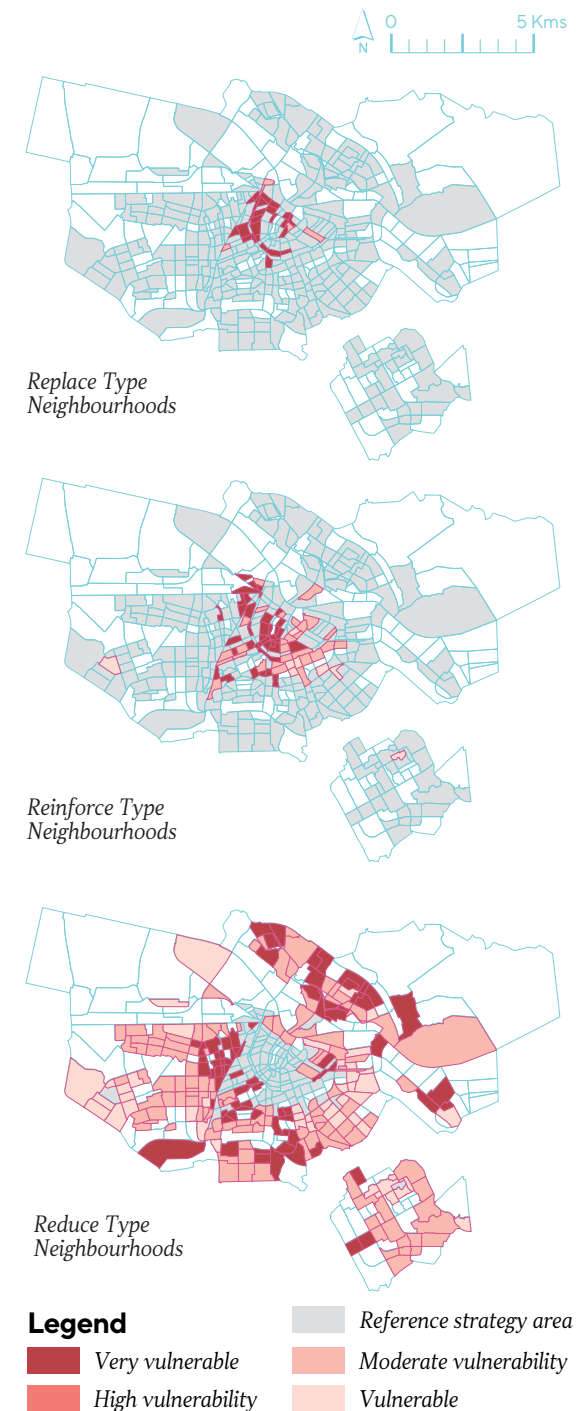 0 5 Kms
N
Replace Type
Neighbourhoods
Reinforce Type
Neighbourhoods
Reduce Type
Neighbourhoods
Legend
Very vulnerable
High vulnerability
Reference strategy area
Moderate vulnerability
Vulnerable